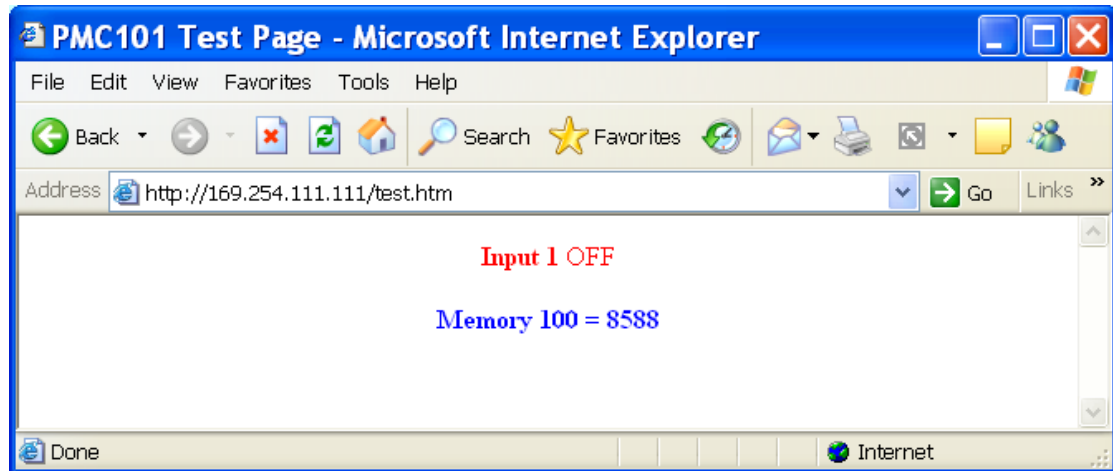 PMC101 Test Page - Microsoft Internet Explorer
File Edit View Favorites Tools Help
Back Search Favorites
Address http://169.254.111.111/test.htm Go Links »
Input 1 OFF
Memory 100 = 8588
Done Internet